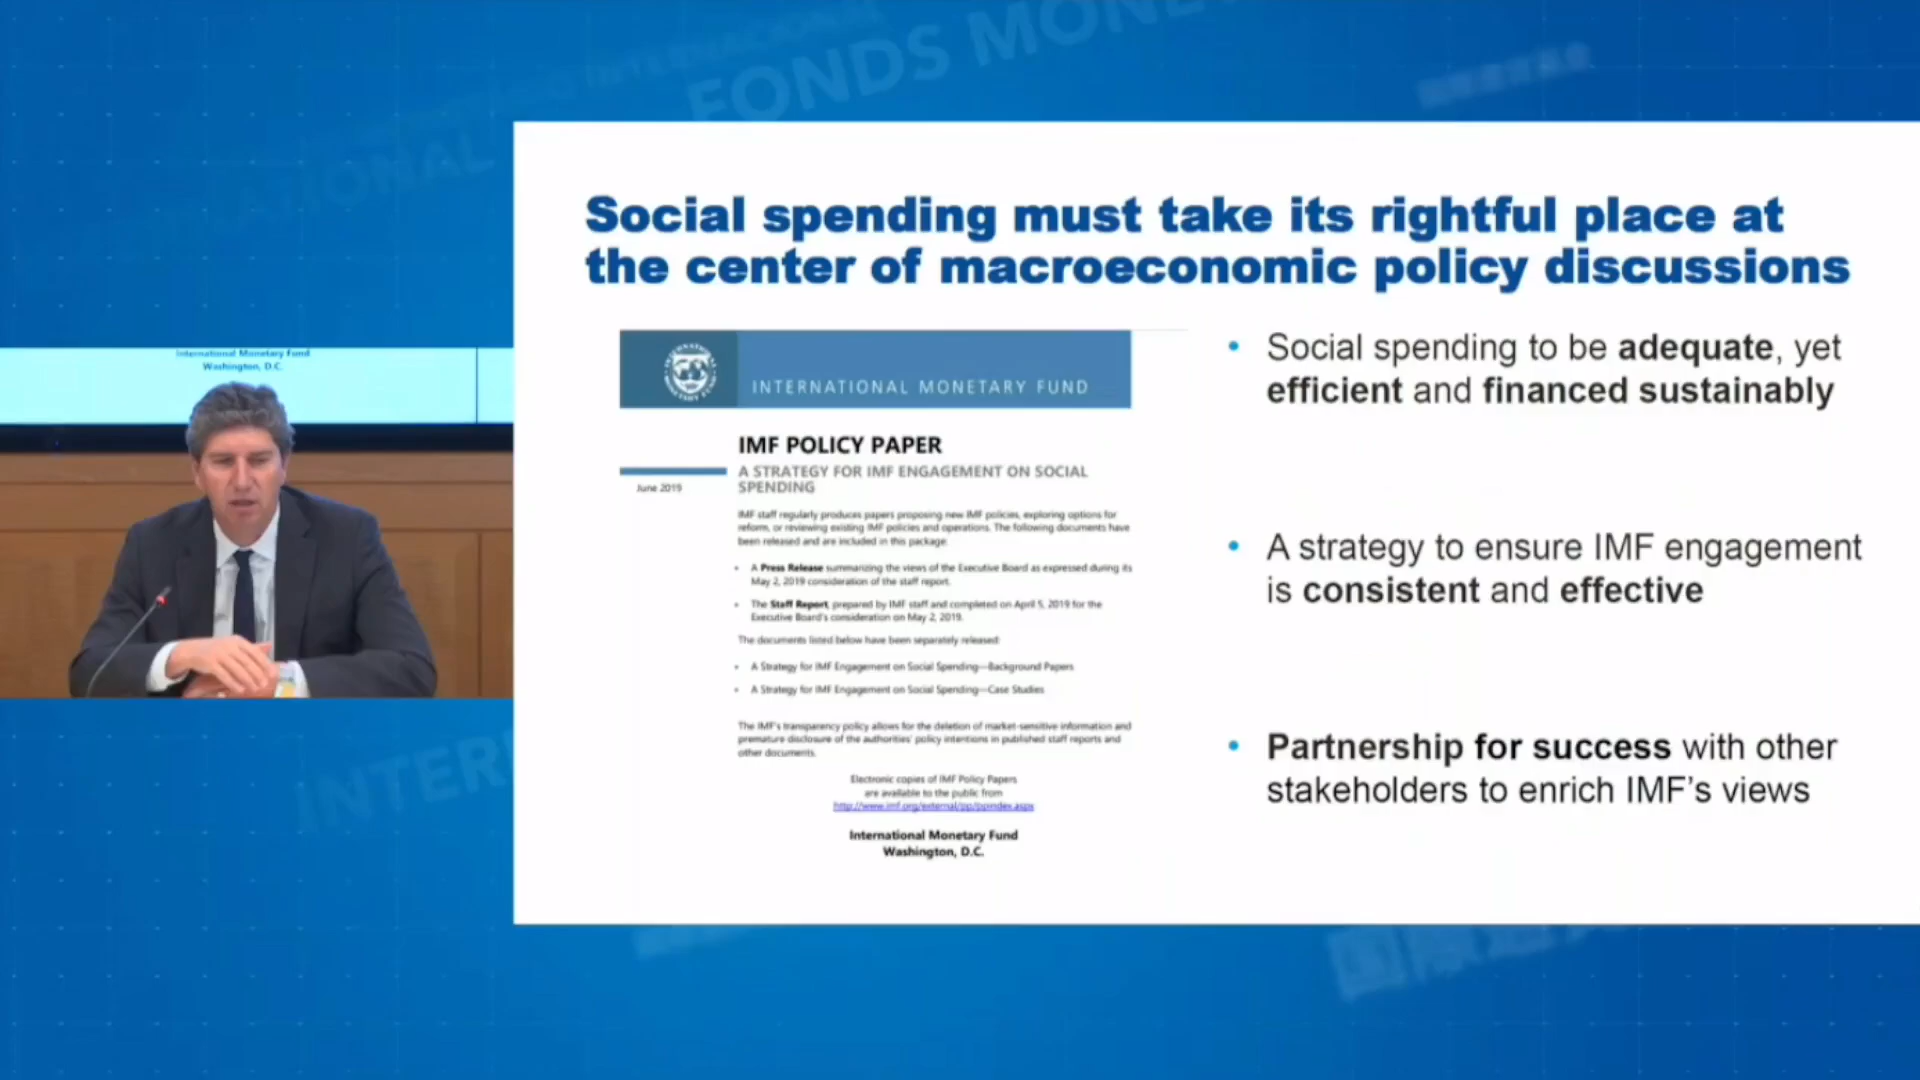 FONDS MONE
International Monetary Fund
Washington, D.C.
Social spending must take its rightful place at
the center of macroeconomic policy discussions
INTERNATIONAL MONETARY FUND
IMF POLICY PAPER
A STRATEGY FOR IMF ENGAGEMENT ON SOCIAL
SPENDING
June 2019
IMF staff regularly produces papers proposing new IMF policies, exploring options for
reform, or reviewing existing IMF policies and operations. The following documents have
been released and are included in this package:
• A Press Release summarizing the views of the Executive Board as expressed during its
May 2, 2019 consideration of the staff report.
• The Staff Report, prepared by IMF staff and completed on April 5, 2019 for the
Executive Board's consideration on May 2, 2019.
The documents listed below have been separately released:
• A Strategy for IMF Engagement on Social Spending—Background Papers
• A Strategy for IMF Engagement on Social Spending—Case Studies
The IMF's transparency policy allows for the deletion of market-sensitive information and
premature disclosure of the authorities' policy intentions in published staff reports and
other documents.
Electronic copies of IMF Policy Papers
are available to the public from
http://www.imf.org/external/pp/ppindex.aspx
International Monetary Fund
Washington, D.C.
• Social spending to be adequate, yet
efficient and financed sustainably
• A strategy to ensure IMF engagement
is consistent and effective
• Partnership for success with other
stakeholders to enrich IMF's views
INTER